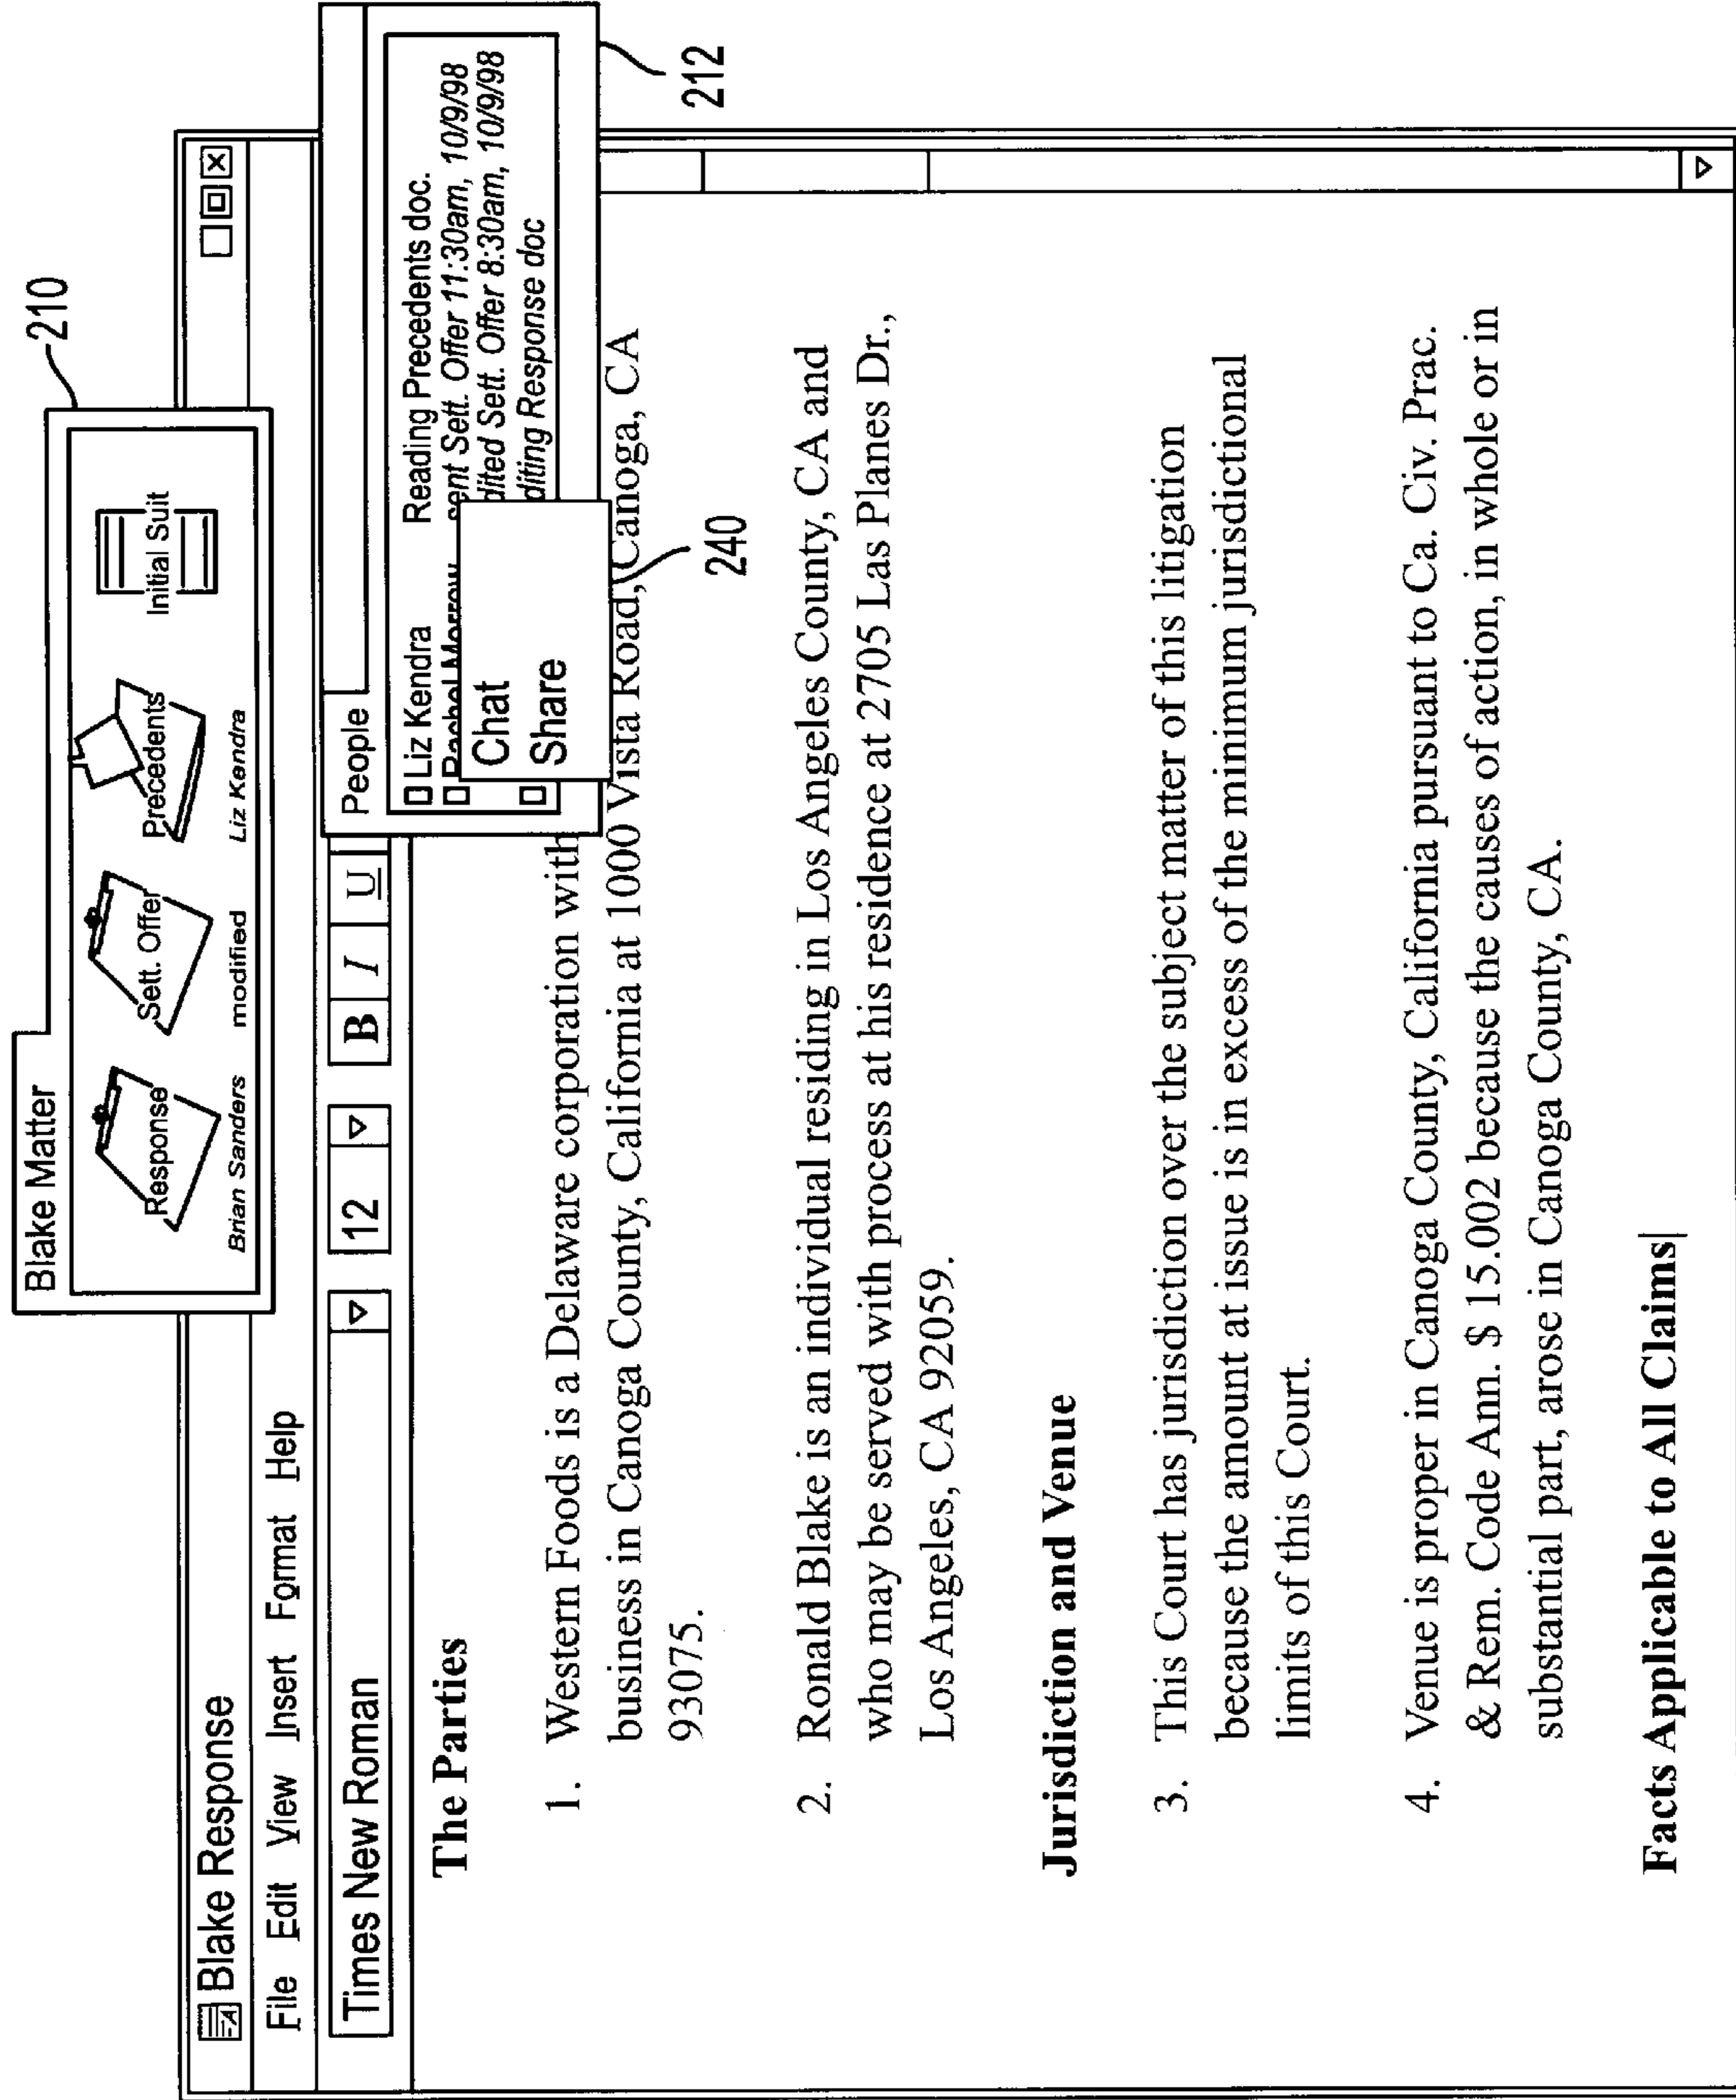 Blake Matter
210
Response
Sett. Offer
Precedents
Initial Suit
Brian Sanders
modified
Liz Kendra
Blake Response
File Edit View Insert Format Help
Times New Roman
12
B I U
People
Liz Kendra Reading Precedents doc.
sent Sett. Offer 11:30am, 10/9/98
dited Sett. Offer 8:30am, 10/9/98
diting Response doc
212
Chat
Share
240
The Parties
1. Western Foods is a Delaware corporation with
business in Canoga County, California at 1000 Vista Road, Canoga, CA
93075.
2. Ronald Blake is an individual residing in Los Angeles County, CA and
who may be served with process at his residence at 2705 Las Planes Dr.,
Los Angeles, CA 92059.
Jurisdiction and Venue
3. This Court has jurisdiction over the subject matter of this litigation
because the amount at issue is in excess of the minimum jurisdictional
limits of this Court.
4. Venue is proper in Canoga County, California pursuant to Ca. Civ. Prac.
& Rem. Code Ann. $ 15.002 because the causes of action, in whole or in
substantial part, arose in Canoga County, CA.
Facts Applicable to All Claims